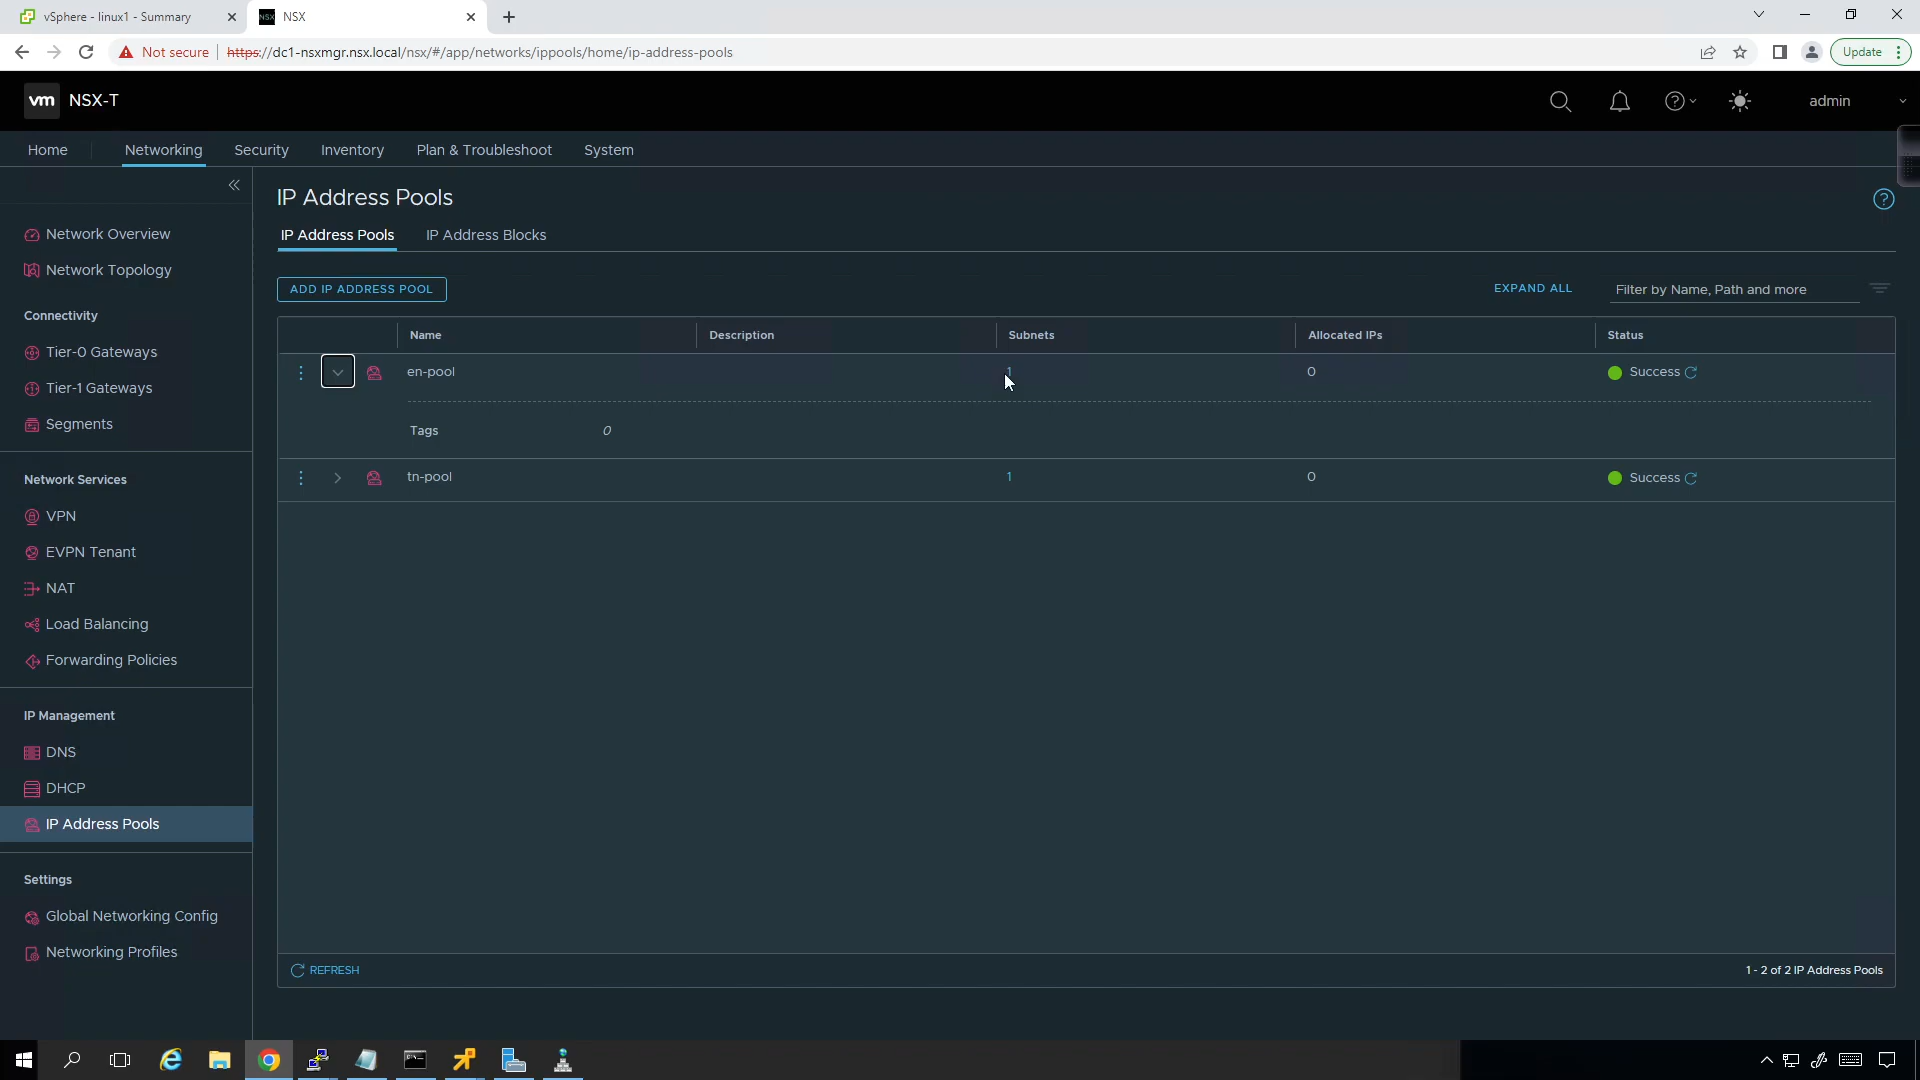 vSphere - linux1 - Summary
NSX
NSX
Not secure
https://dc1-nsxmgr.nsx.local/nsx/#/app/networks/ippools/home/ip-address-pools
Update
vm NSX-T
admin
Home
Networking
Security
Inventory
Plan & Troubleshoot
System
Network Overview
Network Topology
Connectivity
Tier-0 Gateways
Tier-1 Gateways
Segments
Network Services
VPN
EVPN Tenant
NAT
Load Balancing
Forwarding Policies
IP Management
DNS
DHCP
IP Address Pools
Settings
Global Networking Config
Networking Profiles
IP Address Pools
IP Address Pools
IP Address Blocks
ADD IP ADDRESS POOL
EXPAND ALL
Filter by Name, Path and more
Name Description Subnets Allocated IPs Status
en-pool 1 0 Success
Tags 0
tn-pool 1 0 Success
REFRESH
1 - 2 of 2 IP Address Pools